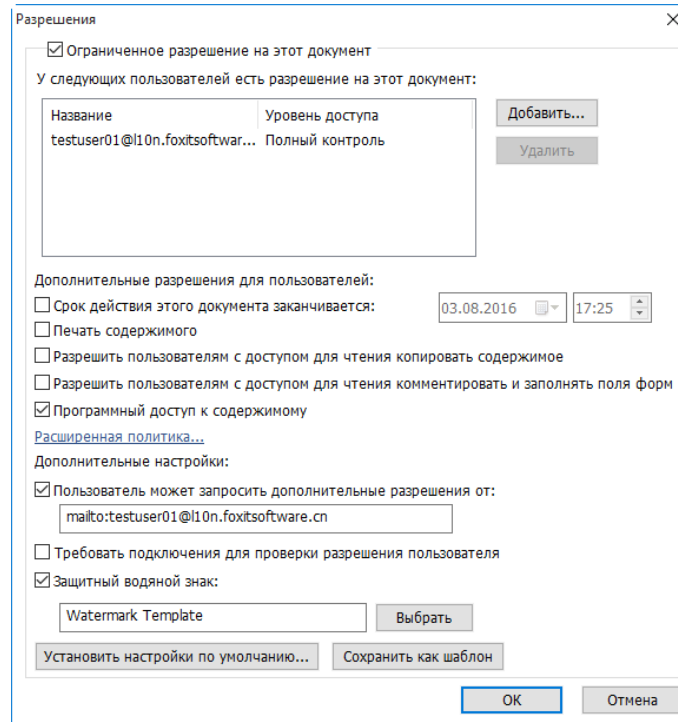 Разрешения
Ограниченное разрешение на этот документ
У следующих пользователей есть разрешение на этот документ:
Название Уровень доступа
Добавить...
testuser01@l10n.foxitsoftwar... Полный контроль
Удалить
Дополнительные разрешения для пользователей:
Срок действия этого документа заканчивается: 03.08.2016 17:25
Печать содержимого
Разрешить пользователям с доступом для чтения копировать содержимое
Разрешить пользователям с доступом для чтения комментировать и заполнять поля форм
Программный доступ к содержимому
Расширенная политика...
Дополнительные настройки:
Пользователь может запросить дополнительные разрешения от:
mailto:testuser01@l10n.foxitsoftware.cn
Требовать подключения для проверки разрешения пользователя
Защитный водяной знак:
Watermark Template Выбрать
Установить настройки по умолчанию... Сохранить как шаблон
ОК Отмена